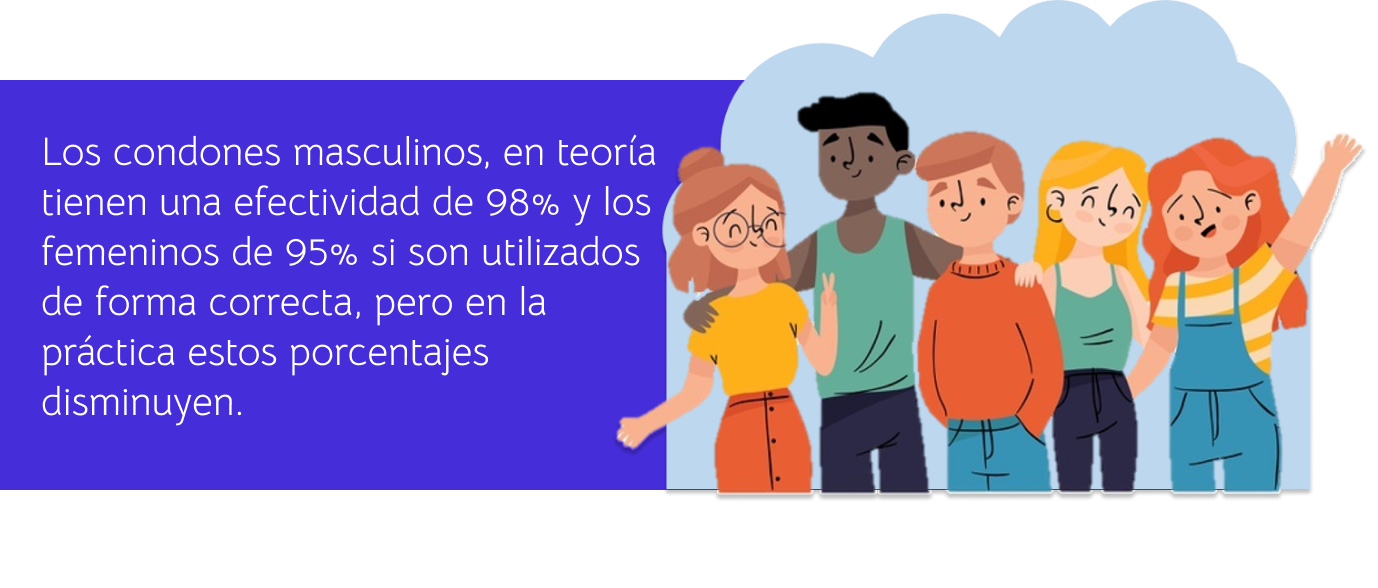 Los condones masculinos, en teoría
tienen una efectividad de 98% y los
femeninos de 95% si son utilizados
de forma correcta, pero en la
práctica estos porcentajes
disminuyen.